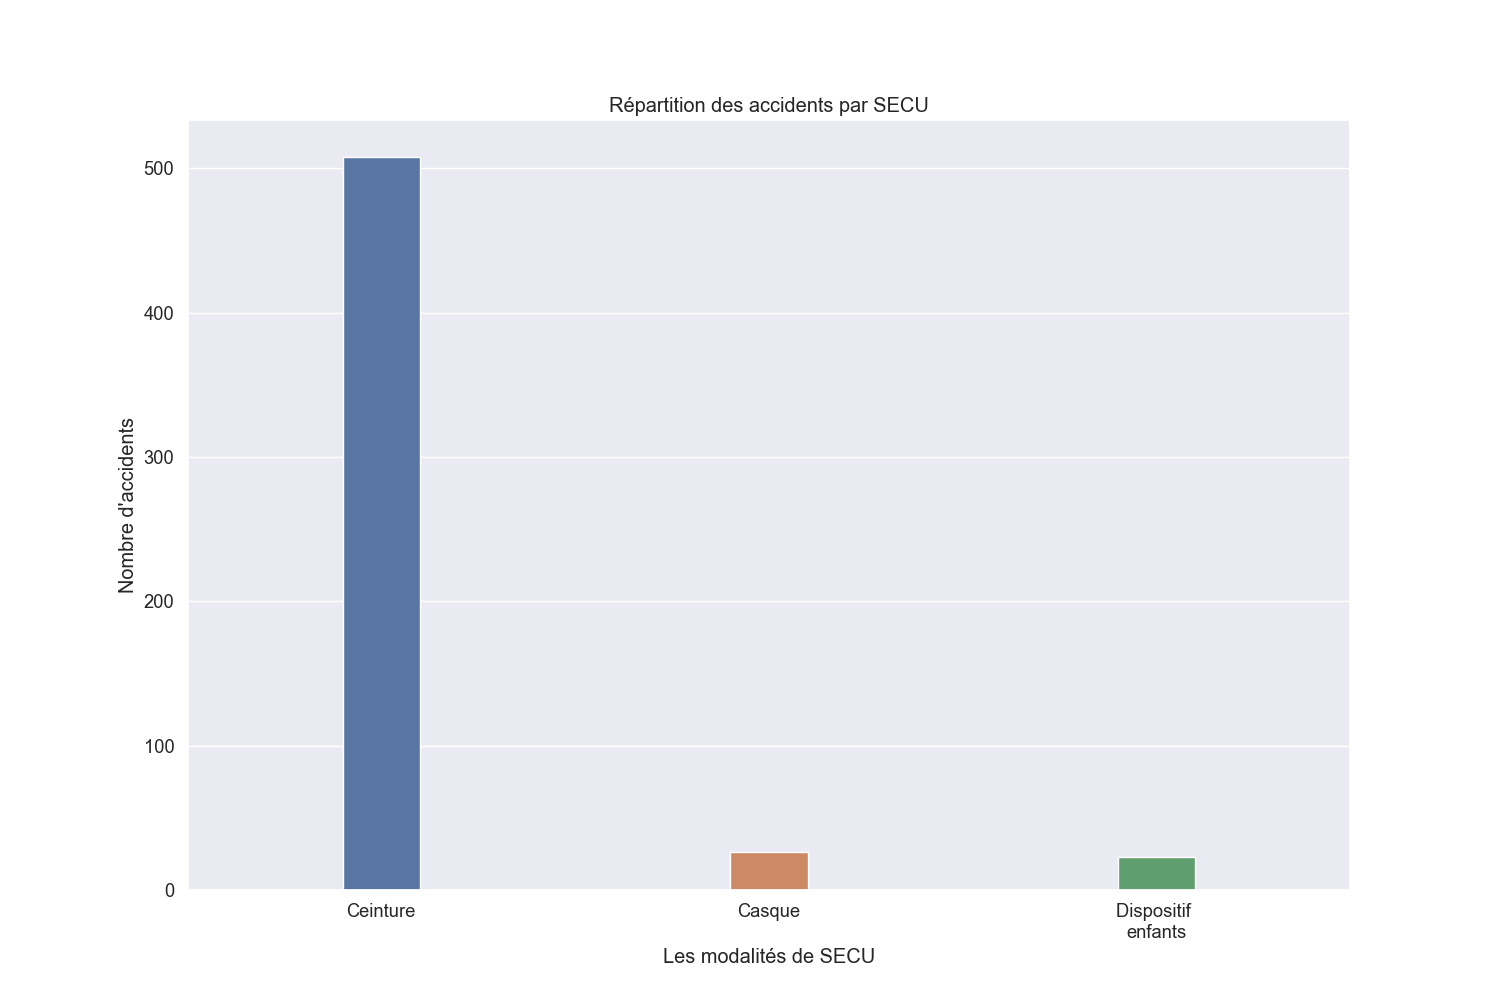 Répartition des accidents par SECU
500
400
300
200
100
0
Nombre d'accidents
Ceinture
Casque
Dispositif
enfants
Les modalités de SECU